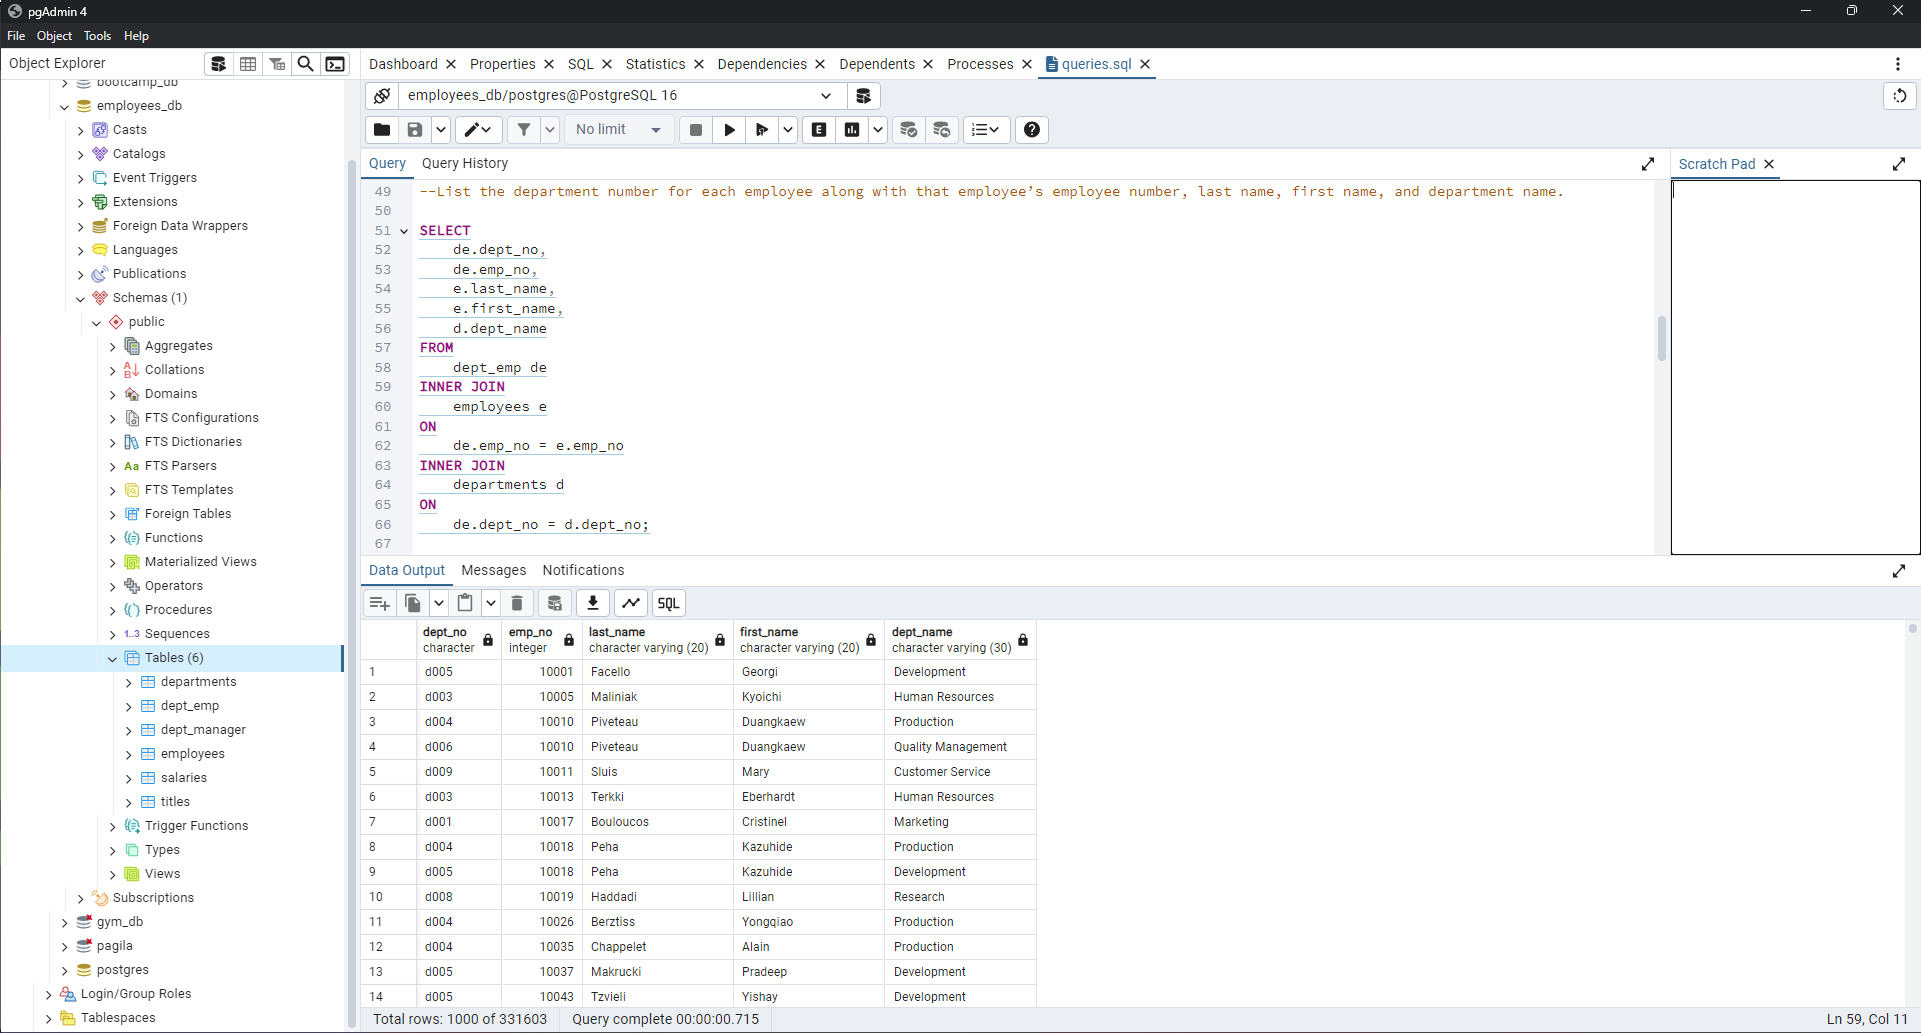 pgAdmin 4
File Object Tools Help
Object Explorer
bootcamp_db
employees_db
Casts
Catalogs
Event Triggers
Extensions
Foreign Data Wrappers
Languages
Publications
Schemas (1)
public
Aggregates
Collations
Domains
FTS Configurations
FTS Dictionaries
Aa FTS Parsers
FTS Templates
Foreign Tables
Functions
Materialized Views
Operators
Procedures
1..3 Sequences
Tables (6)
departments
dept_emp
dept_manager
employees
salaries
titles
Trigger Functions
Types
Views
Subscriptions
gym_db
pagila
postgres
Login/Group Roles
Tablespaces
Dashboard Properties SQL Statistics Dependencies Dependents Processes queries.sql
employees_db/postgres@PostgreSQL 16
No limit E
Query Query History
Scratch Pad
49 --List the department number for each employee along with that employee’s employee number, last name, first name, and department name.
50
51 SELECT
52 de.dept_no,
53 de.emp_no,
54 e.last_name,
55 e.first_name,
56 d.dept_name
57 FROM
58 dept_emp de
59 INNER JOIN
60 employees e
61 ON
62 de.emp_no = e.emp_no
63 INNER JOIN
64 departments d
65 ON
66 de.dept_no = d.dept_no;
67
Data Output Messages Notifications
SQL
dept_no emp_no last_name first_name dept_name
character integer character varying (20) character varying (20) character varying (30)
1 d005 10001 Facello Georgi Development
2 d003 10005 Maliniak Kyoichi Human Resources
3 d004 10010 Piveteau Duangkaew Production
4 d006 10010 Piveteau Duangkaew Quality Management
5 d009 10011 Sluis Mary Customer Service
6 d003 10013 Terkki Eberhardt Human Resources
7 d001 10017 Bouloucos Cristinel Marketing
8 d004 10018 Peha Kazuhide Production
9 d005 10018 Peha Kazuhide Development
10 d008 10019 Haddadi Lillian Research
11 d004 10026 Berztiss Yongqiao Production
12 d004 10035 Chappelet Alain Production
13 d005 10037 Makrucki Pradeep Development
14 d005 10043 Tzvieli Yishay Development
Total rows: 1000 of 331603 Query complete 00:00:00.715 Ln 59, Col 11